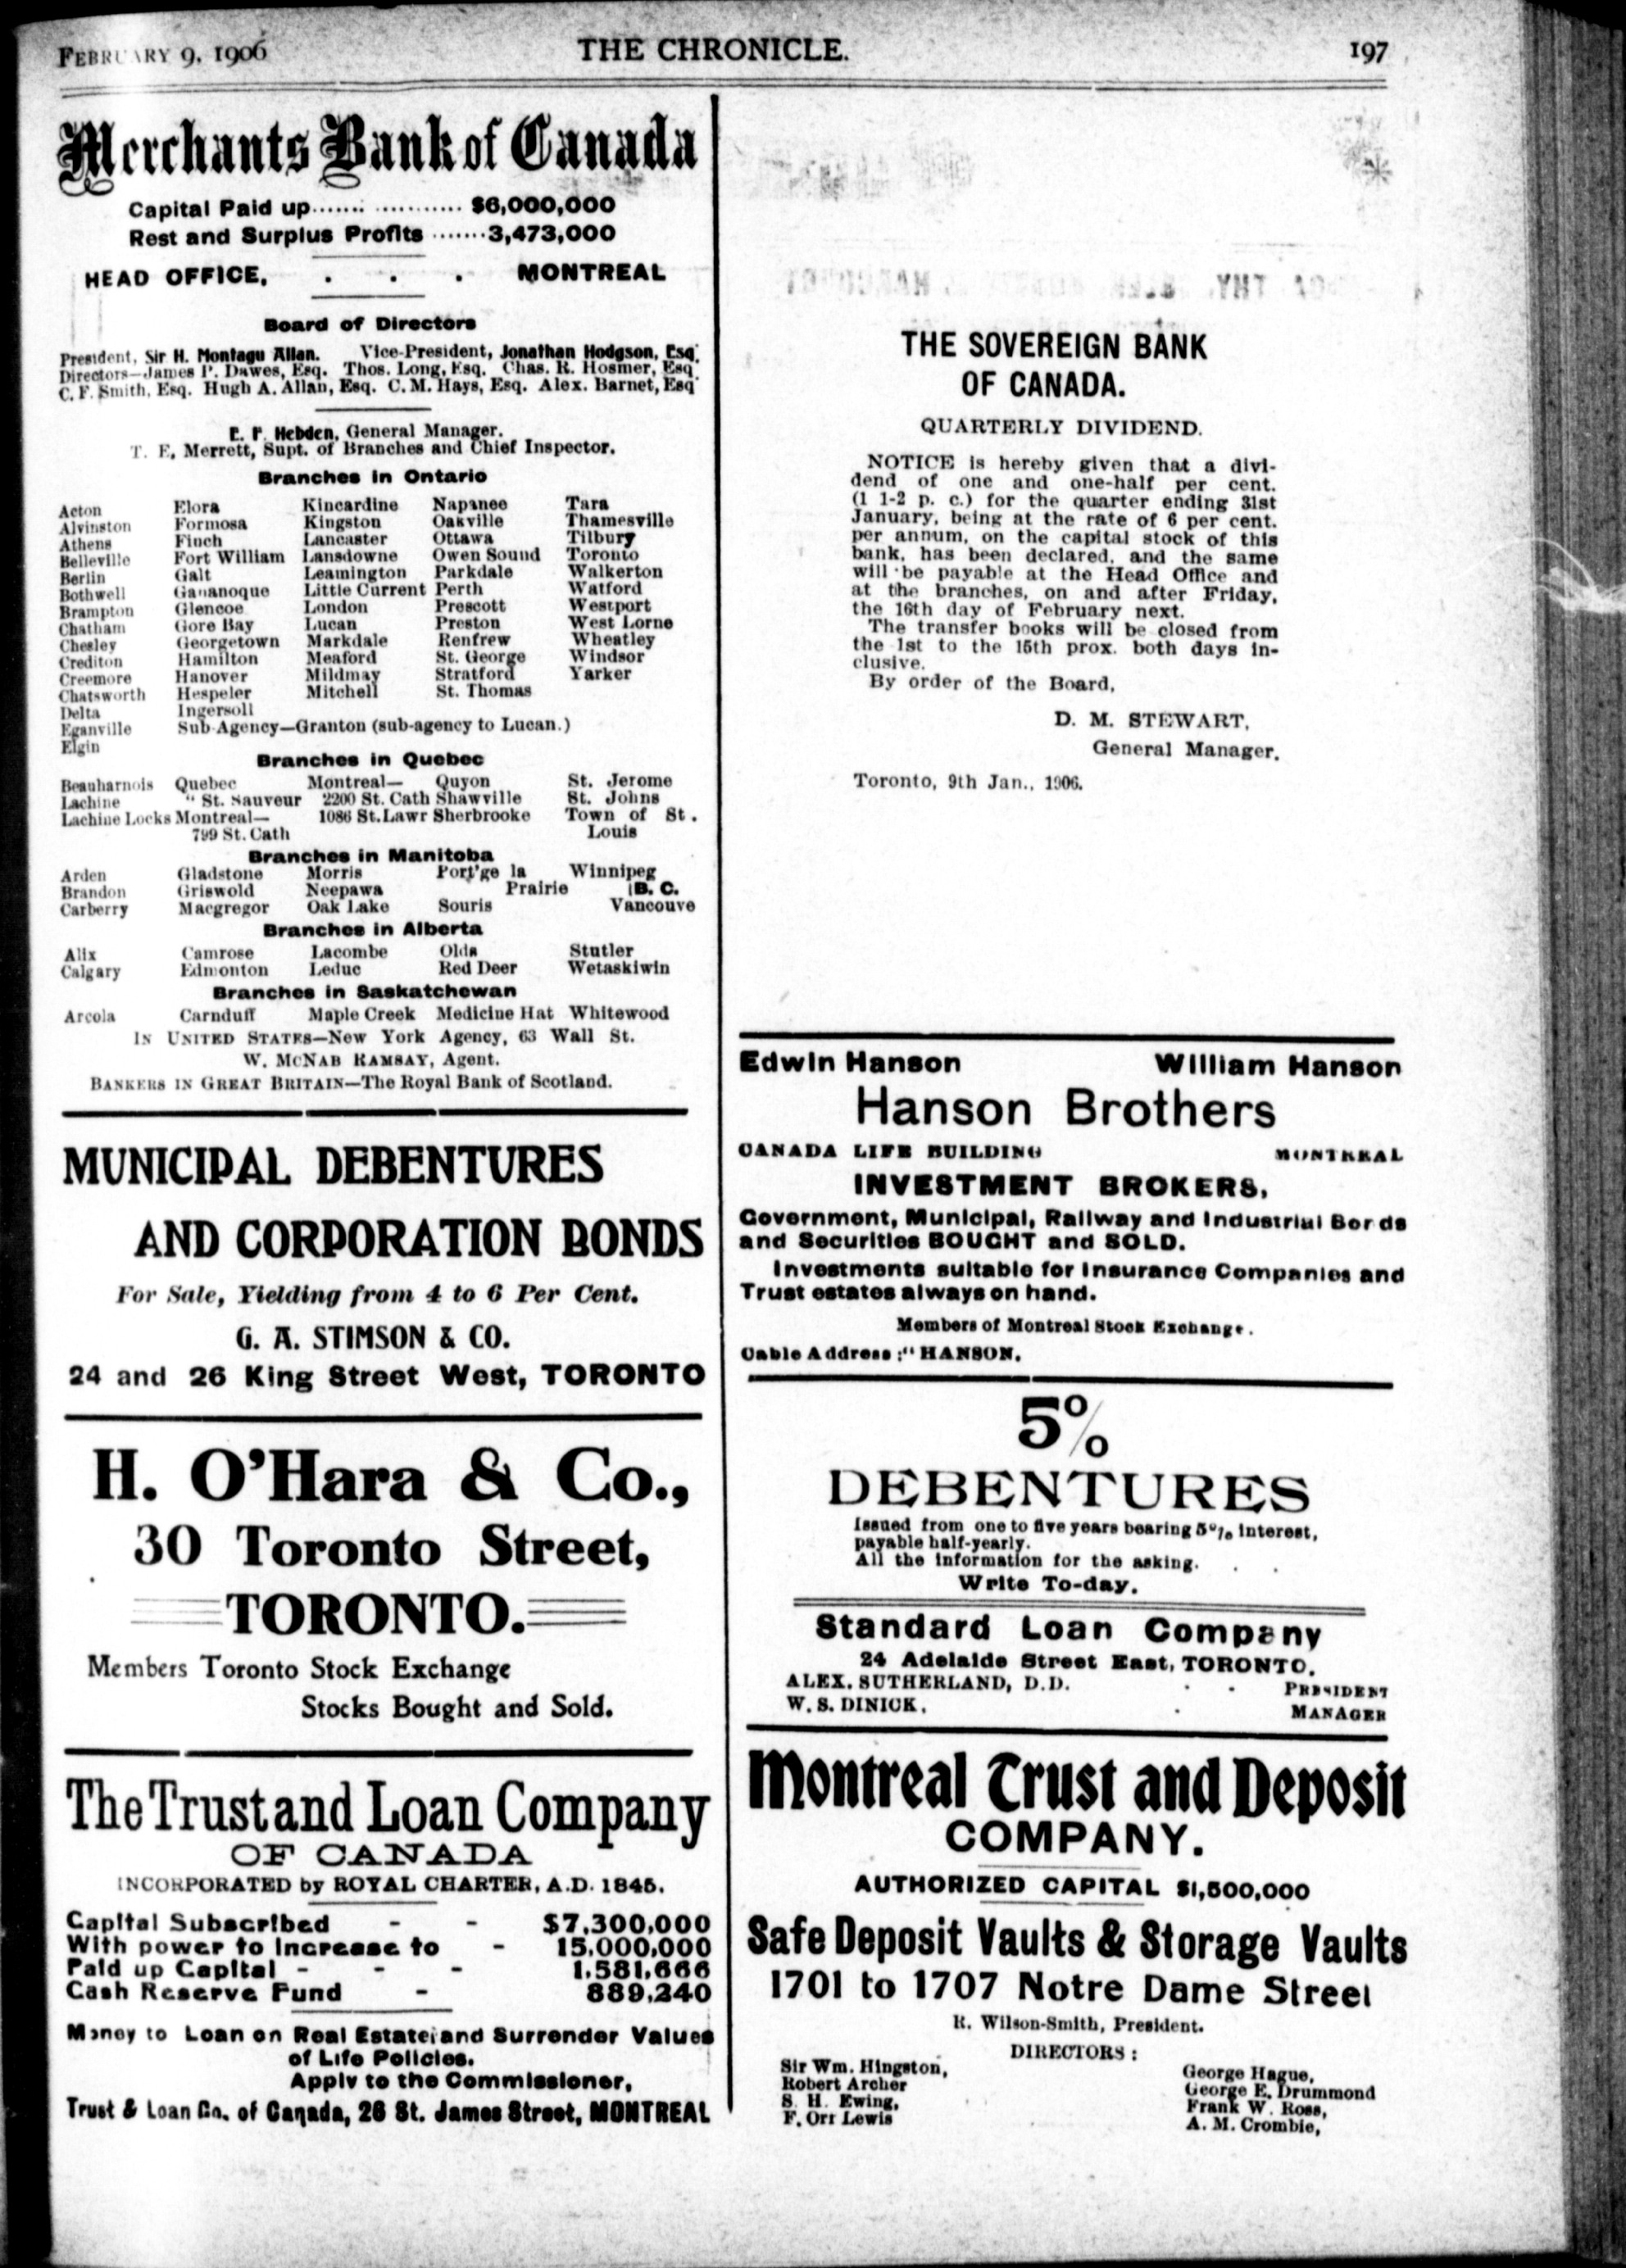 FEBRUARY 9, 1906 THE CHRONICLE. 197
Merchants Bank of Canada
Capital Paid up....... ........... $6,000,000
Rest and Surplus Profits .......3,473,000
HEAD OFFICE, . . . MONTREAL
Board of Directors
President, Sir H. Montagu Allan. Vice-President, Jonathan Hodgson, Esq.
Directors—James P. Dawes, Esq. Thos. Long, Esq. Chas. R. Hosmer, Esq.
C. F. Smith, Esq. Hugh A. Allan, Esq. C. M. Hays, Esq. Alex. Barnet, Esq
E. F. Hebden, General Manager.
T. E. Merrett, Supt. of Branches and Chief Inspector.
Branches in Ontario
Acton Elora Kincardine Napanee Tara
Alvinston Formosa Kingston Oakville Thamesville
Athens Finch Lancaster Ottawa Tilbury
Belleville Fort William Lansdowne Owen Sound Toronto
Berlin Galt Leamington Parkdale Walkerton
Bothwell Gananoque Little Current Perth Watford
Brampton Glencoe London Prescott Westport
Chatham Gore Bay Lucan Preston West Lorne
Chesley Georgetown Markdale Renfrew Wheatley
Crediton Hamilton Meaford St. George Windsor
Creemore Hanover Mildmay Stratford Yarker
Chatsworth Hespeler Mitchell St. Thomas
Delta Ingersoll
Eganville Sub-Agency—Granton (sub-agency to Lucan.)
Elgin
Branches in Quebec
Beauharnois Quebec Montreal— Quyon St. Jerome
Lachine " St. Sauveur 2200 St. Cath Shawville St. Johns
Lachine Locks Montreal— 1086 St.Lawr Sherbrooke Town of St.
799 St. Cath Louis
Branches in Manitoba
Arden Gladstone Morris Port'ge la Winnipeg
Brandon Griswold Neepawa Prairie B. C.
Carberry Macgregor Oak Lake Souris Vancouve
Branches in Alberta
Alix Camrose Lacombe Olds Stutler
Calgary Edmonton Leduc Red Deer Wetaskiwin
Branches in Saskatchewan
Arcola Carnduff Maple Creek Medicine Hat Whitewood
IN UNITED STATES—New York Agency, 63 Wall St.
W. MCNAB RAMSAY, Agent.
BANKERS IN GREAT BRITAIN—The Royal Bank of Scotland.
MUNICIPAL DEBENTURES
AND CORPORATION BONDS
For Sale, Yielding from 4 to 6 Per Cent.
G. A. STIMSON & CO.
24 and 26 King Street West, TORONTO
H. O'Hara & Co.,
30 Toronto Street,
TORONTO.
Members Toronto Stock Exchange
Stocks Bought and Sold.
The Trust and Loan Company
OF CANADA
INCORPORATED by ROYAL CHARTER, A.D. 1845.
Capital Subscribed - - $7,300,000
With power to increase to - 15,000,000
Paid up Capital - - - 1,581,666
Cash Reserve Fund - 889,240
Money to Loan on Real Estate and Surrender Values
of Life Policies.
Apply to the Commissioner,
Trust & Loan Co. of Canada, 26 St. James Street, MONTREAL
THE SOVEREIGN BANK
OF CANADA.
QUARTERLY DIVIDEND.
NOTICE is hereby given that a divi-
dend of one and one-half per cent.
(1 1-2 p. c.) for the quarter ending 31st
January, being at the rate of 6 per cent.
per annum, on the capital stock of this
bank, has been declared, and the same
will be payable at the Head Office and
at the branches, on and after Friday,
the 16th day of February next.
The transfer books will be closed from
the 1st to the 15th prox. both days in-
clusive.
By order of the Board,
D. M. STEWART,
General Manager.
Toronto, 9th Jan., 1906.
Edwin Hanson William Hanson
Hanson Brothers
CANADA LIFE BUILDING MONTREAL
INVESTMENT BROKERS,
Government, Municipal, Railway and Industrial Bonds
and Securities BOUGHT and SOLD.
Investments suitable for Insurance Companies and
Trust estates always on hand.
Members of Montreal Stock Exchange.
Cable Address :" HANSON.
5%
DEBENTURES
Issued from one to five years bearing 5% interest,
payable half-yearly.
All the information for the asking. . .
Write To-day.
Standard Loan Company
24 Adelaide Street East, TORONTO.
ALEX. SUTHERLAND, D.D. . . PRESIDENT
W. S. DINICK, . MANAGER
Montreal Trust and Deposit
COMPANY.
AUTHORIZED CAPITAL $1,500,000
Safe Deposit Vaults & Storage Vaults
1701 to 1707 Notre Dame Street
R. Wilson-Smith, President.
DIRECTORS :
Sir Wm. Hingston, George Hague,
Robert Archer George E. Drummond
S. H. Ewing, Frank W. Ross,
F. Orr Lewis A. M. Crombie,